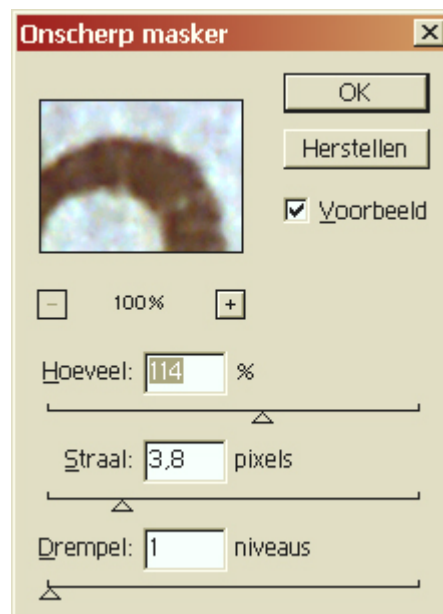 Onscherp masker
OK
Herstellen
Voorbeeld
100%
Hoeveel: 114 %
Straal: 3,8 pixels
Drempel: 1 niveaus